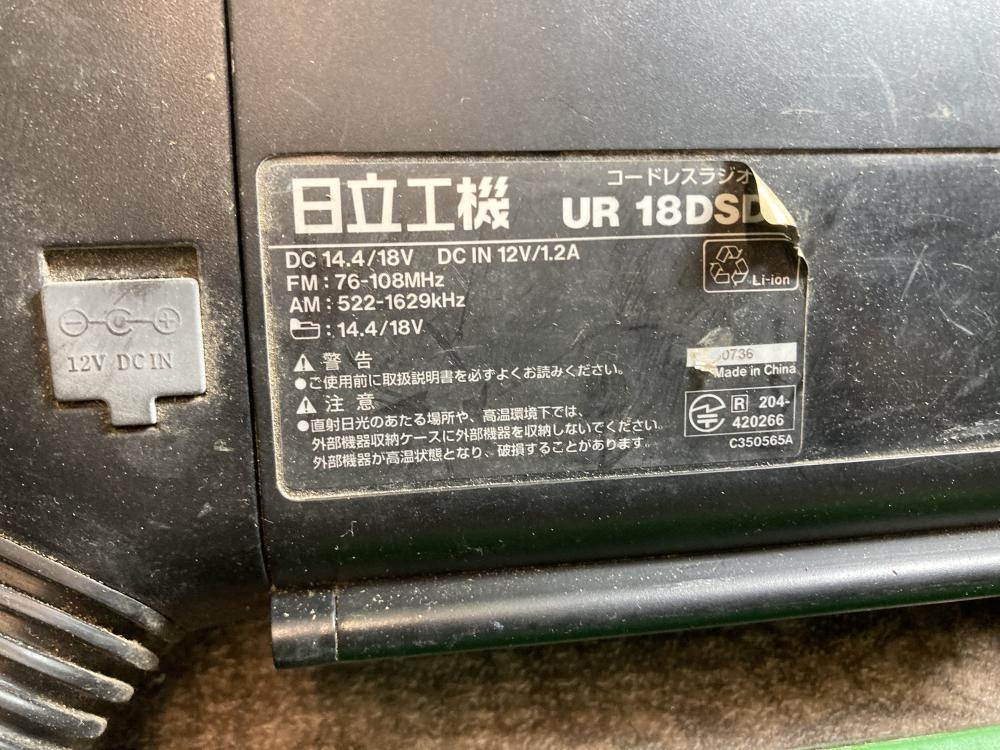 日立工機
コードレスラジオ
UR 18DSD
DC 14.4/18V DC IN 12V/1.2A
FM : 76-108MHz
AM : 522-1629kHz
: 14.4/18V
Li-ion
警告
●ご使用前に取扱説明書を必ずよくお読みください。
注意
●直射日光のあたる場所や、高温環境下では、
外部機器収納ケースに外部機器を収納しないでください。
外部機器が高温状態となり、破損することがあります。
0736
Made in China
R 204-
420266
C350565A
12V DC IN